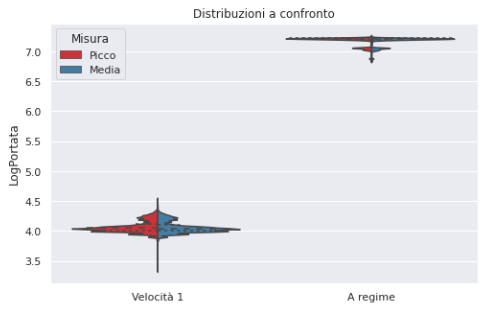 Distribuzioni a confronto
Misura
Picco
Media
7.0
6.5
6.0
5.5
5.0
4.5
4.0
3.5
LogPortata
Velocità 1
A regime